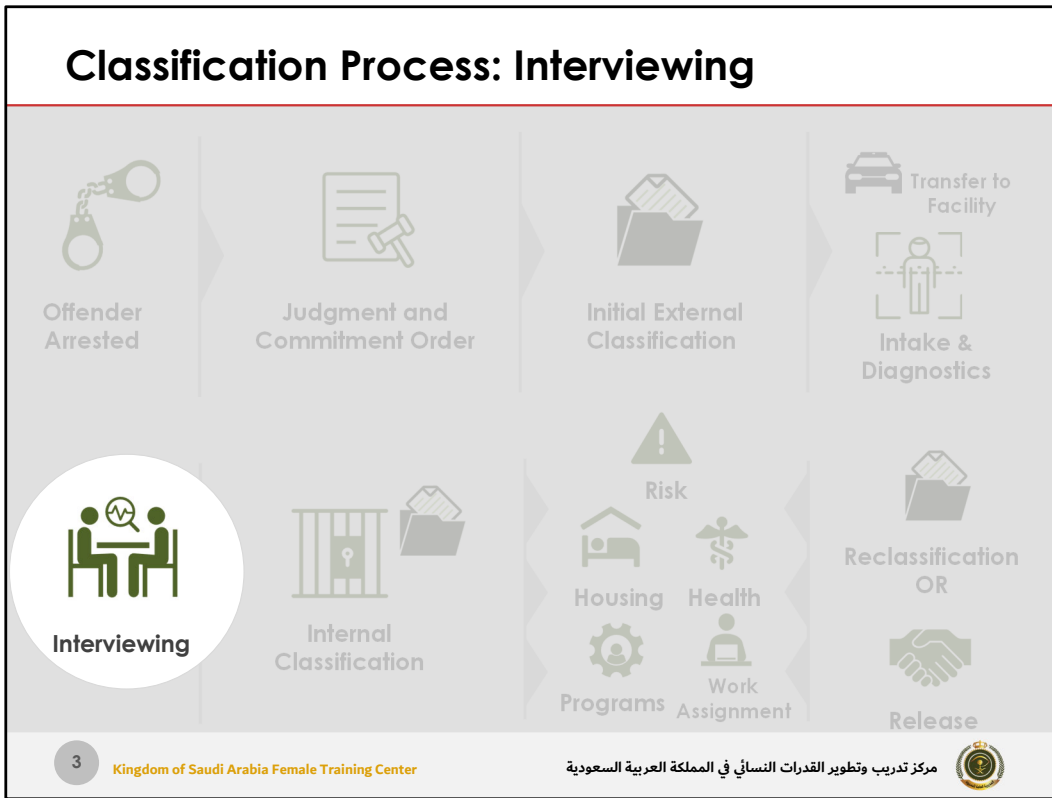 Classification Process: Interviewing
Offender
Arrested
Judgment and
Commitment Order
Initial External
Classification
Transfer to
Facility
Intake &
Diagnostics
Interviewing
Internal
Classification
Risk
Housing
Health
Programs
Work
Assignment
Reclassification
OR
Release
3
Kingdom of Saudi Arabia Female Training Center
مركز تدريب وتطوير القدرات النسائي في المملكة العربية السعودية